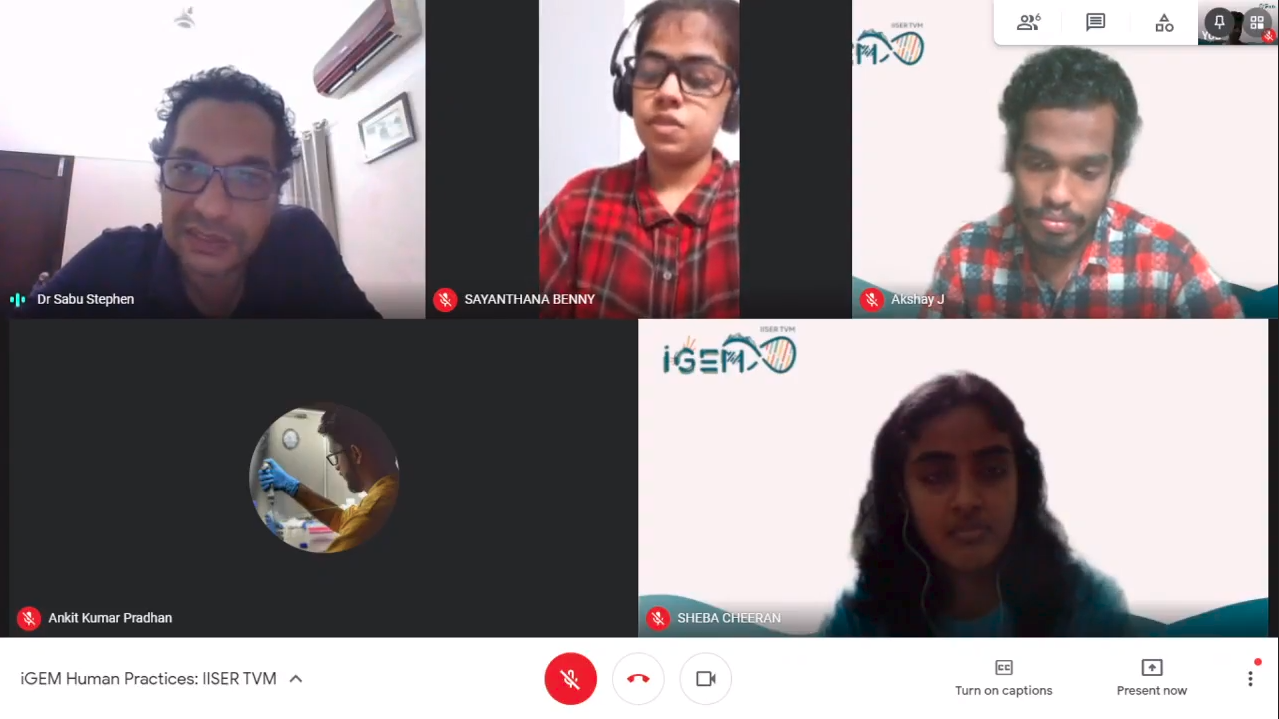 IISER TVM
6
You
Dr Sabu Stephen
SAYANTHANA BENNY
Akshay J
IISER TVM
iGEM
Ankit Kumar Pradhan
SHEBA CHEERAN
iGEM Human Practices: IISER TVM
CC
Turn on captions
Present now